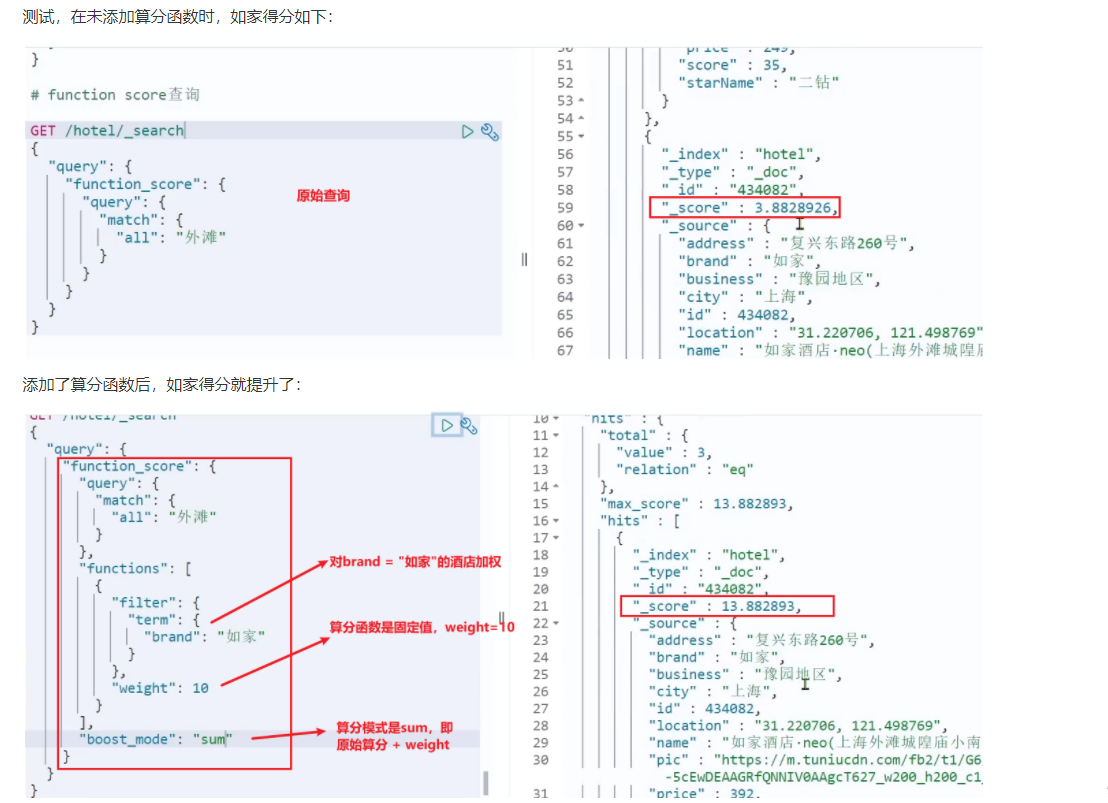 测试，在未添加算分函数时，如家得分如下：
}
# function score查询
GET /hotel/_search
{
"query": {
"function_score": {
"query": {
"match": {
"all": "外滩"
}
}
}
}
}
原始查询
50 "price" : 249,
51 "score" : 35,
52 "starName" : "二钻"
53 }
54 },
55 {
56 "_index" : "hotel",
57 "_type" : "_doc",
58 "_id" : "434082",
59 "_score" : 3.8828926,
60 "_source" : {
61 "address" : "复兴东路260号",
62 "brand" : "如家",
63 "business" : "豫园地区",
64 "city" : "上海",
65 "id" : 434082,
66 "location" : "31.220706, 121.498769"
67 "name" : "如家酒店·neo(上海外滩城隍庙
添加了算分函数后，如家得分就提升了：
GET /hotel/_search
{
"query": {
"function_score": {
"query": {
"match": {
"all": "外滩"
}
},
"functions": [
{
"filter": {
"term": {
"brand": "如家"
}
},
"weight": 10
}
],
"boost_mode": "sum"
}
}
}
对brand = "如家"的酒店加权
算分函数是固定值，weight=10
算分模式是sum，即
原始算分 + weight
10 "hits" : {
11 "total" : {
12 "value" : 3,
13 "relation" : "eq"
14 },
15 "max_score" : 13.882893,
16 "hits" : [
17 {
18 "_index" : "hotel",
19 "_type" : "_doc",
20 "_id" : "434082",
21 "_score" : 13.882893,
22 "_source" : {
23 "address" : "复兴东路260号",
24 "brand" : "如家",
25 "business" : "豫园地区",
26 "city" : "上海",
27 "id" : 434082,
28 "location" : "31.220706, 121.498769",
29 "name" : "如家酒店·neo(上海外滩城隍庙小南
30 "pic" : "https://m.tuniucdn.com/fb2/t1/G6
-5cEwDEAAGRfQNNIV0AAgcT627_w200_h200_c1
31 "price" : 392,